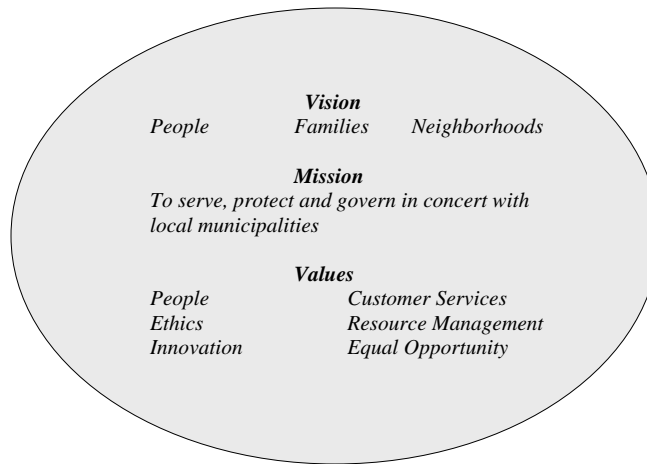 Vision
People Families Neighborhoods
Mission
To serve, protect and govern in concert with
local municipalities
Values
People Customer Services
Ethics Resource Management
Innovation Equal Opportunity